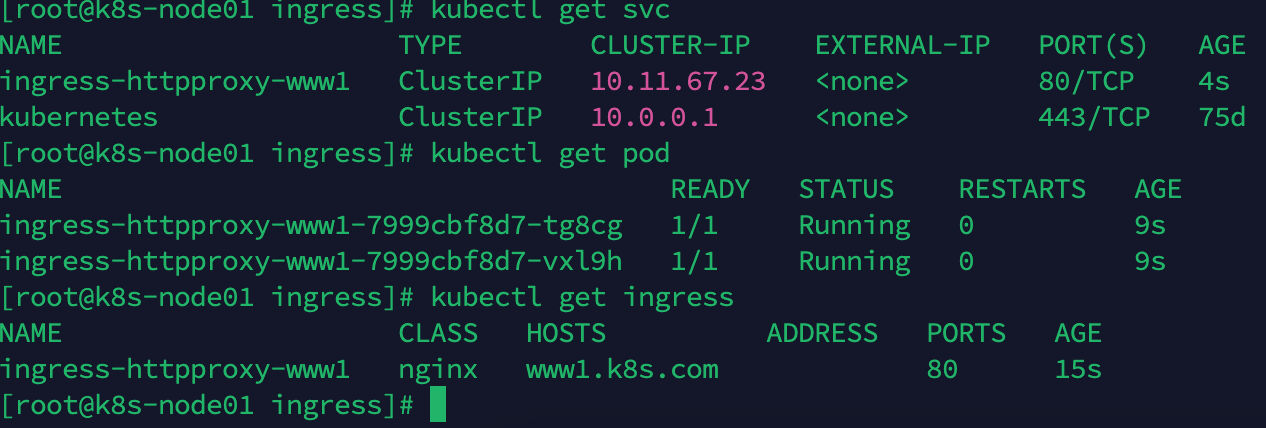 [root@k8s-node01 ingress]# kubectl get svc
NAME TYPE CLUSTER-IP EXTERNAL-IP PORT(S) AGE
ingress-httpproxy-www1 ClusterIP 10.11.67.23 <none> 80/TCP 4s
kubernetes ClusterIP 10.0.0.1 <none> 443/TCP 75d
[root@k8s-node01 ingress]# kubectl get pod
NAME READY STATUS RESTARTS AGE
ingress-httpproxy-www1-7999cbf8d7-tg8cg 1/1 Running 0 9s
ingress-httpproxy-www1-7999cbf8d7-vxl9h 1/1 Running 0 9s
[root@k8s-node01 ingress]# kubectl get ingress
NAME CLASS HOSTS ADDRESS PORTS AGE
ingress-httpproxy-www1 nginx www1.k8s.com 80 15s
[root@k8s-node01 ingress]#